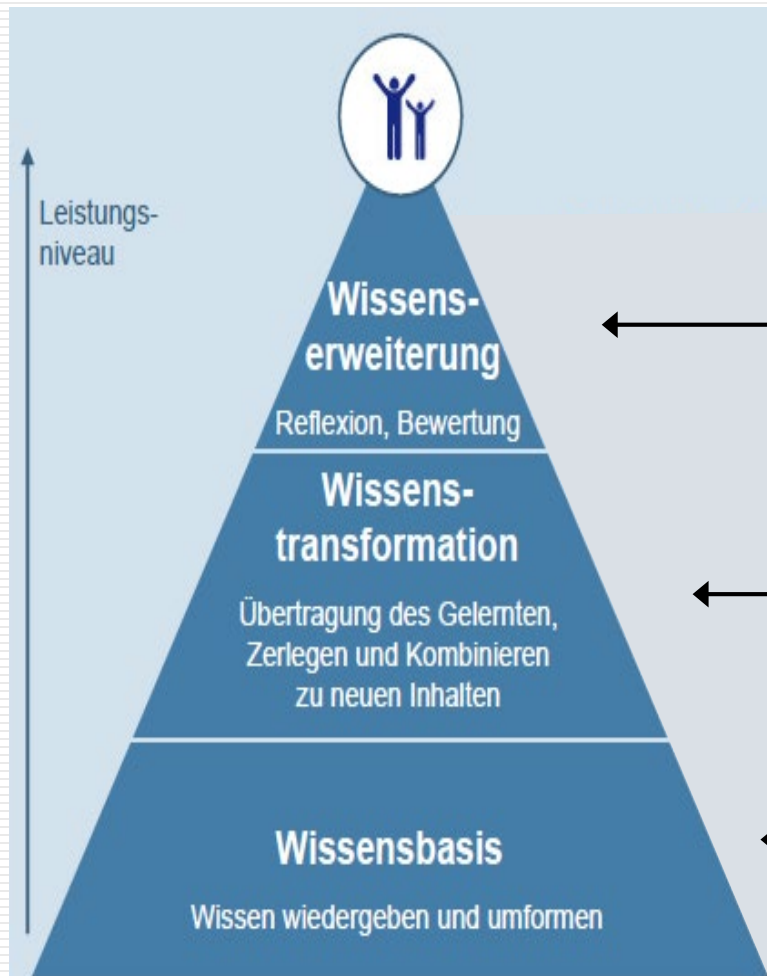 Leistungs-
niveau
Wissens-
erweiterung
Reflexion, Bewertung
Wissens-
transformation
Übertragung des Gelernten,
Zerlegen und Kombinieren
zu neuen Inhalten
Wissensbasis
Wissen wiedergeben und umformen